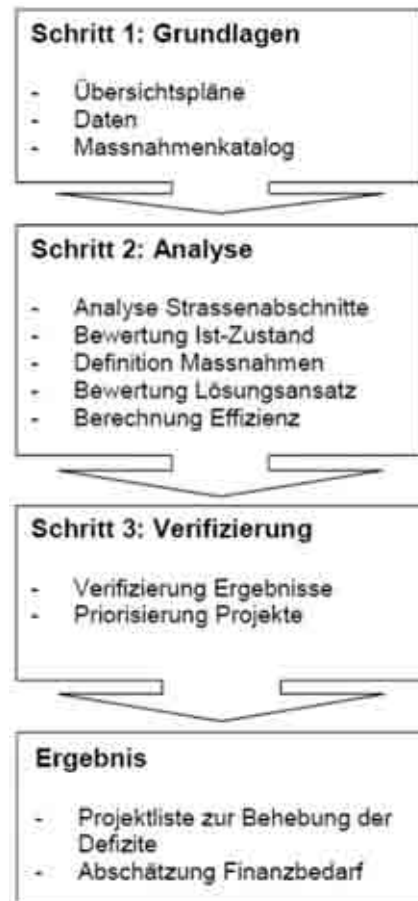 Schritt 1: Grundlagen
- Übersichtspläne
- Daten
- Massnahmenkatalog
Schritt 2: Analyse
- Analyse Strassenabschnitte
- Bewertung Ist-Zustand
- Definition Massnahmen
- Bewertung Lösungsansatz
- Berechnung Effizienz
Schritt 3: Verifizierung
- Verifizierung Ergebnisse
- Priorisierung Projekte
Ergebnis
- Projektliste zur Behebung der
Defizite
- Abschätzung Finanzbedarf